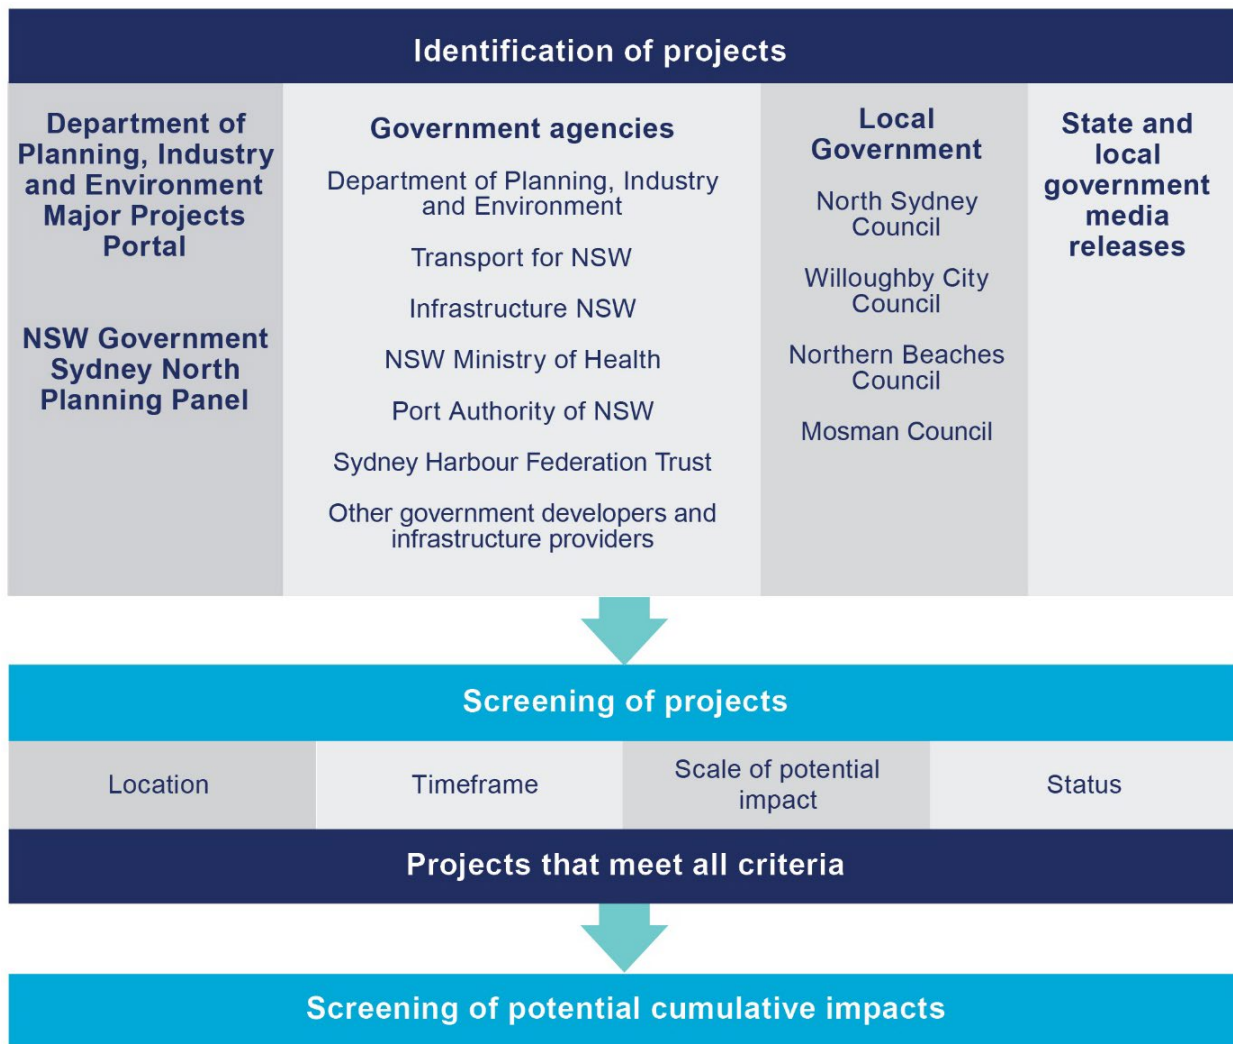 Identification of projects
Department of
Planning, Industry
and Environment
Major Projects
Portal
NSW Government
Sydney North
Planning Panel
Government agencies
Department of Planning, Industry
and Environment
Transport for NSW
Infrastructure NSW
NSW Ministry of Health
Port Authority of NSW
Sydney Harbour Federation Trust
Other government developers and
infrastructure providers
Local
Government
North Sydney
Council
Willoughby City
Council
Northern Beaches
Council
Mosman Council
State and
local
government
media
releases
Screening of projects
Location
Timeframe
Scale of potential
impact
Status
Projects that meet all criteria
Screening of potential cumulative impacts